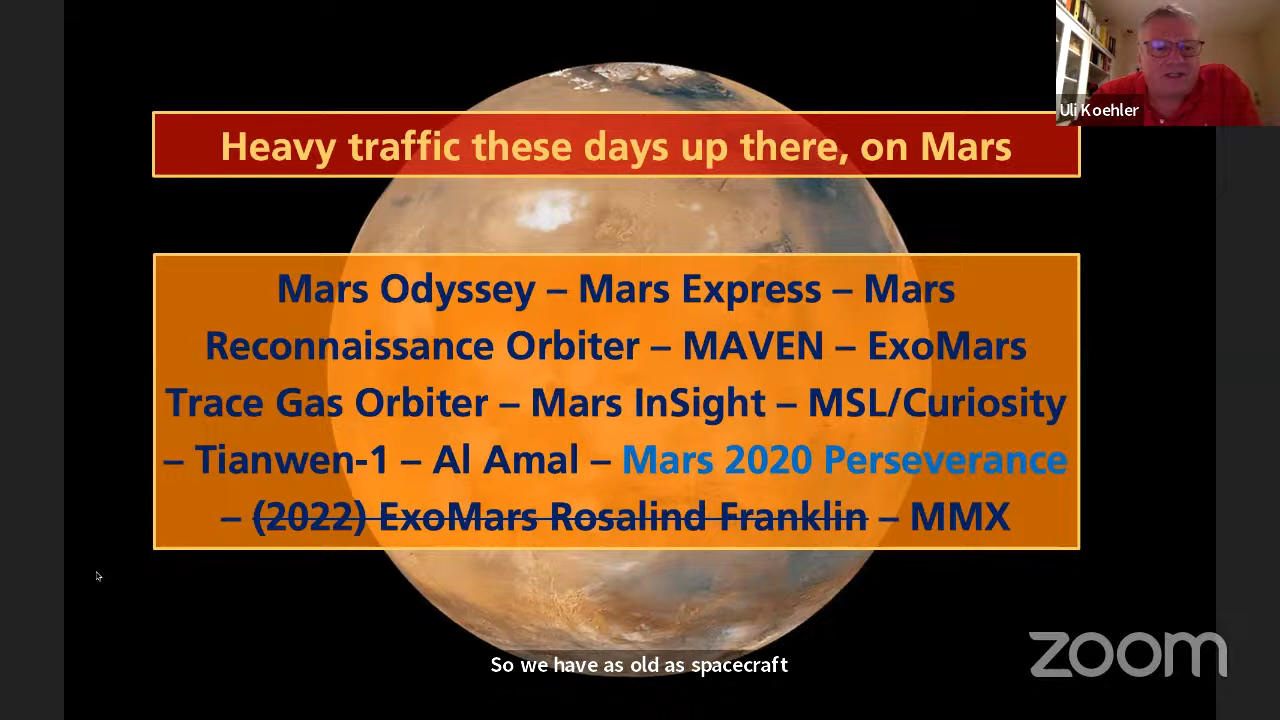 Uli Koehler
Heavy traffic these days up there, on Mars
Mars Odyssey – Mars Express – Mars
Reconnaissance Orbiter – MAVEN – ExoMars
Trace Gas Orbiter – Mars InSight – MSL/Curiosity
– Tianwen-1 – Al Amal – Mars 2020 Perseverance
– (2022) ExoMars Rosalind Franklin – MMX
zoom
So we have as old as spacecraft